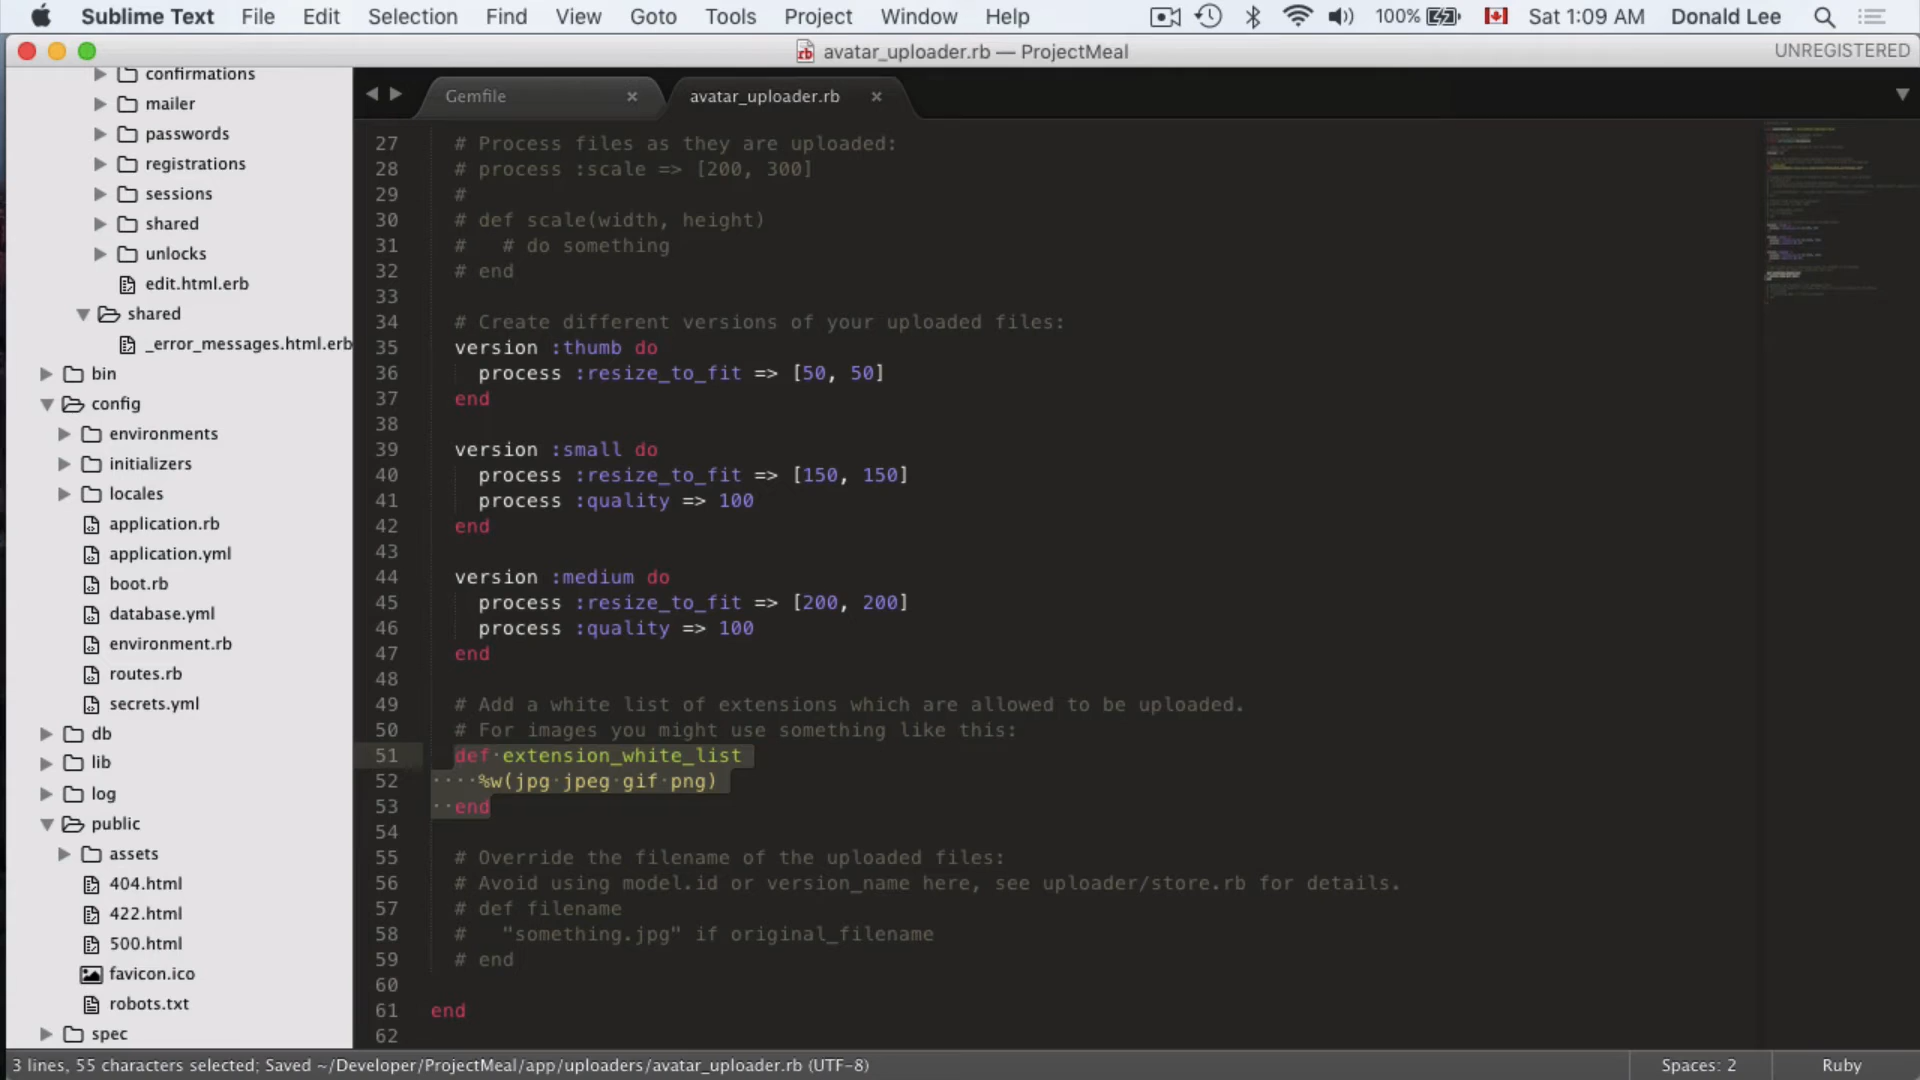 Sublime Text File Edit Selection Find View Goto Tools Project Window Help 100% Sat 1:09 AM Donald Lee
avatar_uploader.rb — ProjectMeal UNREGISTERED
confirmations
mailer
passwords
registrations
sessions
shared
unlocks
edit.html.erb
shared
_error_messages.html.erb
bin
config
environments
initializers
locales
application.rb
application.yml
boot.rb
database.yml
environment.rb
routes.rb
secrets.yml
db
lib
log
public
assets
404.html
422.html
500.html
favicon.ico
robots.txt
spec
Gemfile × avatar_uploader.rb ×
27 # Process files as they are uploaded:
28 # process :scale => [200, 300]
29 #
30 # def scale(width, height)
31 #   # do something
32 # end
33
34 # Create different versions of your uploaded files:
35 version :thumb do
36 process :resize_to_fit => [50, 50]
37 end
38
39 version :small do
40 process :resize_to_fit => [150, 150]
41 process :quality => 100
42 end
43
44 version :medium do
45 process :resize_to_fit => [200, 200]
46 process :quality => 100
47 end
48
49 # Add a white list of extensions which are allowed to be uploaded.
50 # For images you might use something like this:
51 def extension_white_list
52 %w(jpg jpeg gif png)
53 end
54
55 # Override the filename of the uploaded files:
56 # Avoid using model.id or version_name here, see uploader/store.rb for details.
57 # def filename
58 #   "something.jpg" if original_filename
59 # end
60
61 end
62
3 lines, 55 characters selected; Saved ~/Developer/ProjectMeal/app/uploaders/avatar_uploader.rb (UTF-8) Spaces: 2 Ruby